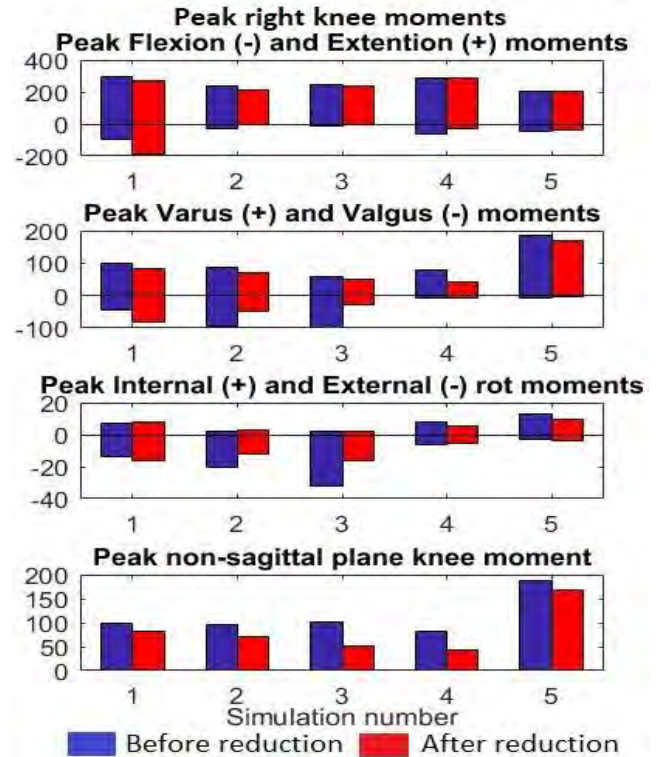 Peak right knee moments
Peak Flexion (-) and Extention (+) moments
400
200
0
-200
1 2 3 4 5
Peak Varus (+) and Valgus (-) moments
200
100
0
-100
1 2 3 4 5
Peak Internal (+) and External (-) rot moments
20
0
-20
-40
1 2 3 4 5
Peak non-sagittal plane knee moment
200
150
100
50
0
1 2 3 4 5
Simulation number
Before reduction After reduction